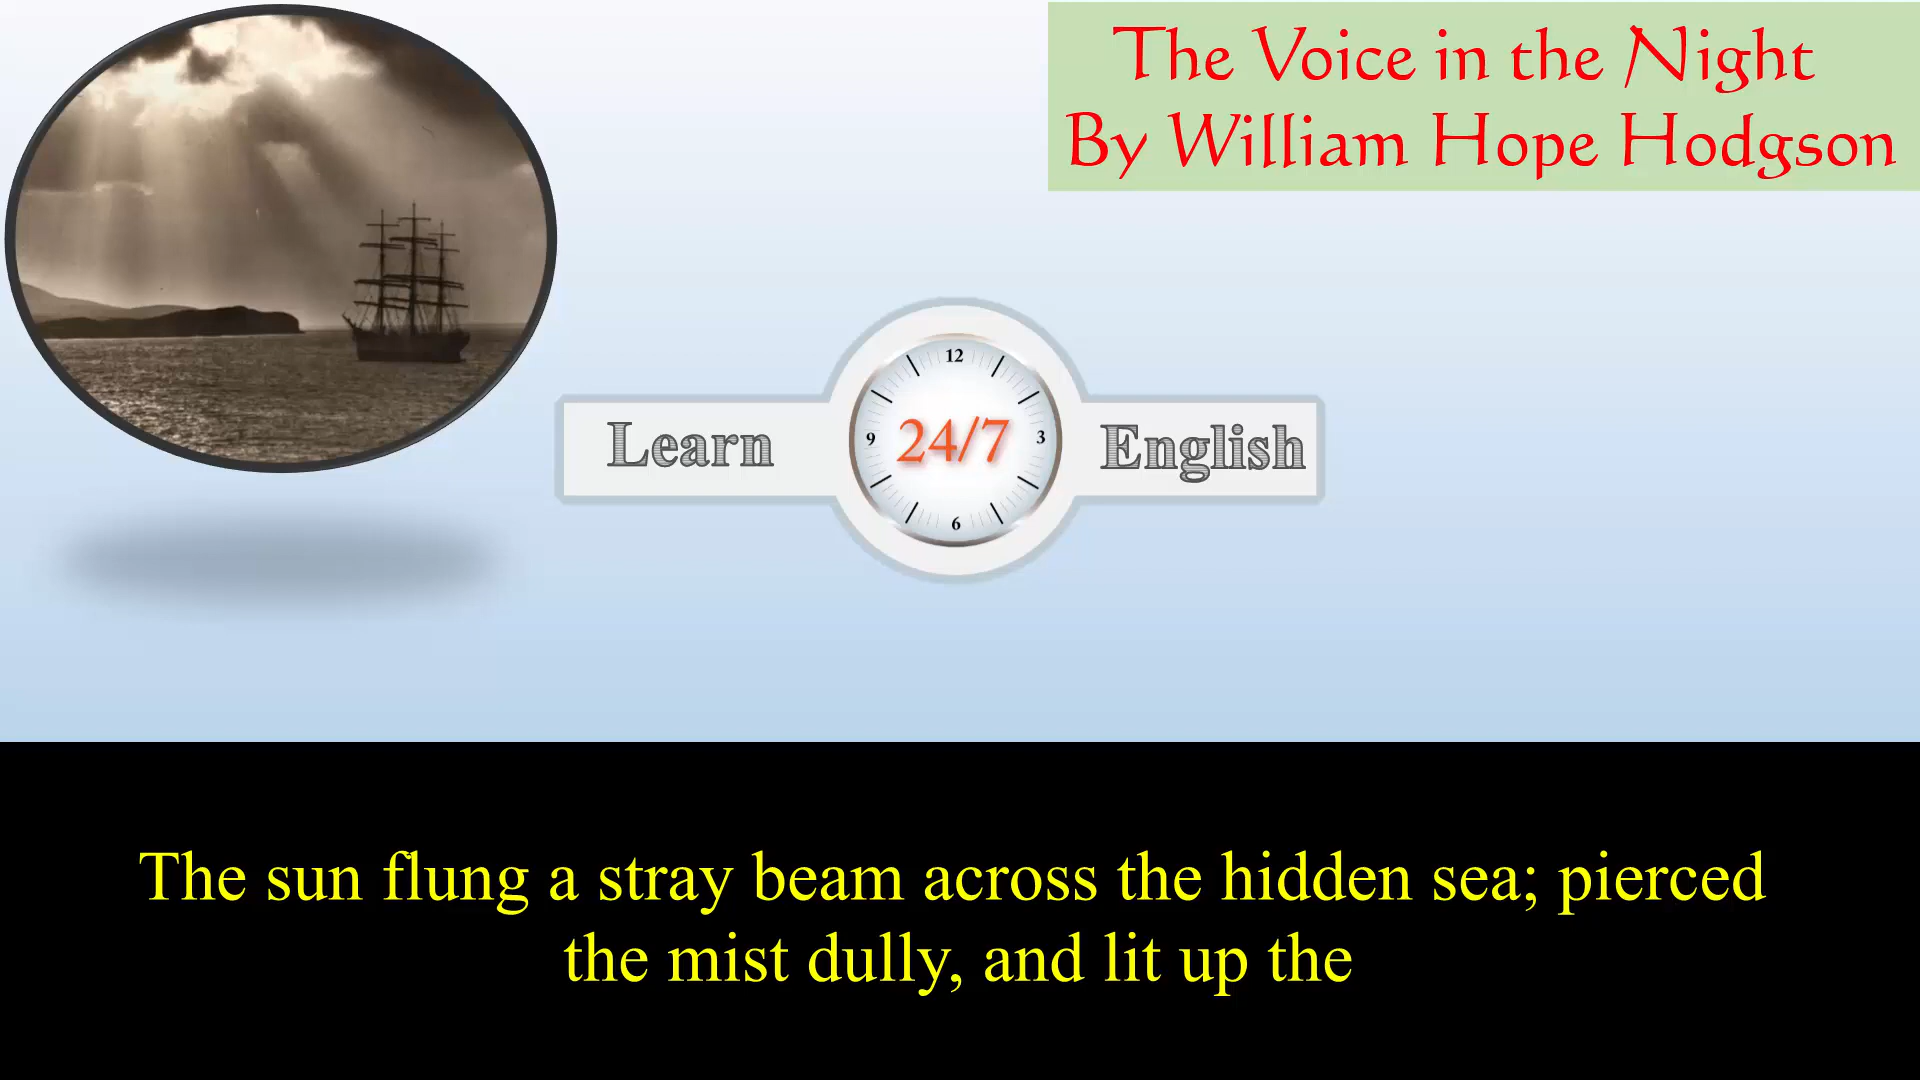 The Voice in the Night
By William Hope Hodgson
12
Learn
9
24/7
3
English
6
The sun flung a stray beam across the hidden sea; pierced
the mist dully, and lit up the